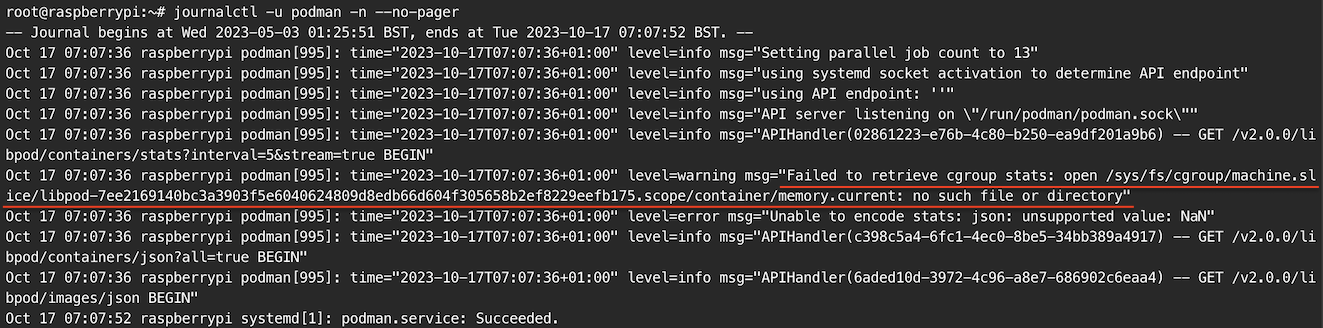 root@raspberrypi:~# journalctl -u podman -n --no-pager
-- Journal begins at Wed 2023-05-03 01:25:51 BST, ends at Tue 2023-10-17 07:07:52 BST. --
Oct 17 07:07:36 raspberrypi podman[995]: time="2023-10-17T07:07:36+01:00" level=info msg="Setting parallel job count to 13"
Oct 17 07:07:36 raspberrypi podman[995]: time="2023-10-17T07:07:36+01:00" level=info msg="using systemd socket activation to determine API endpoint"
Oct 17 07:07:36 raspberrypi podman[995]: time="2023-10-17T07:07:36+01:00" level=info msg="using API endpoint: ''"
Oct 17 07:07:36 raspberrypi podman[995]: time="2023-10-17T07:07:36+01:00" level=info msg="API server listening on \"/run/podman/podman.sock\""
Oct 17 07:07:36 raspberrypi podman[995]: time="2023-10-17T07:07:36+01:00" level=info msg="APIHandler(02861223-e76b-4c80-b250-ea9df201a9b6) -- GET /v2.0.0/li
bpod/containers/stats?interval=5&stream=true BEGIN"
Oct 17 07:07:36 raspberrypi podman[995]: time="2023-10-17T07:07:36+01:00" level=warning msg="Failed to retrieve cgroup stats: open /sys/fs/cgroup/machine.sl
ice/libpod-7ee2169140bc3a3903f5e6040624809d8edb66d604f305658b2ef8229eefb175.scope/container/memory.current: no such file or directory"
Oct 17 07:07:36 raspberrypi podman[995]: time="2023-10-17T07:07:36+01:00" level=error msg="Unable to encode stats: json: unsupported value: NaN"
Oct 17 07:07:36 raspberrypi podman[995]: time="2023-10-17T07:07:36+01:00" level=info msg="APIHandler(c398c5a4-6fc1-4ec0-8be5-34bb389a4917) -- GET /v2.0.0/li
bpod/containers/json?all=true BEGIN"
Oct 17 07:07:36 raspberrypi podman[995]: time="2023-10-17T07:07:36+01:00" level=info msg="APIHandler(6aded10d-3972-4c96-a8e7-686902c6eaa4) -- GET /v2.0.0/li
bpod/images/json BEGIN"
Oct 17 07:07:52 raspberrypi systemd[1]: podman.service: Succeeded.